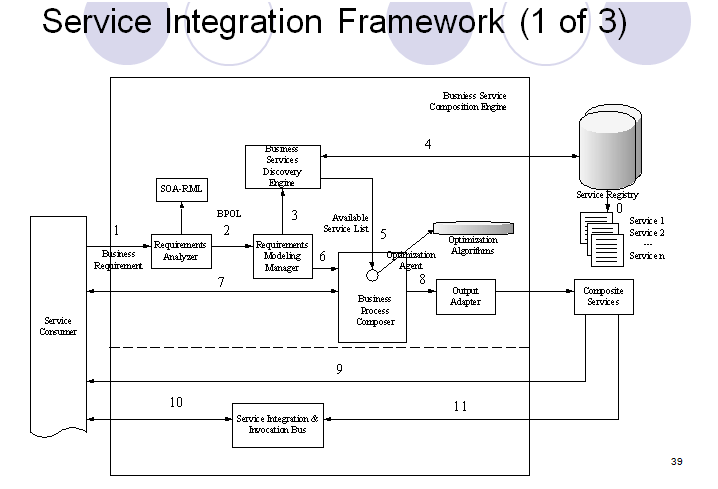 Service Integration Framework (1 of 3)
Busniess Service
Composition Engine
4
Business
Services
Discovery
Engine
SOA-RML
Service Registry
0
BPOL
3
Available
Service List
5
Service 1
Service 2
...
Service n
1
2
Business
Requirement
Requirements
Analyzer
Requirements
Modeling
Manager
6
Optimization
Algorithms
Optimization
Agent
7
8
Business
Process
Composer
Output
Adapter
Composite
Services
Service
Consumer
9
10
11
Service Integration &
Invocation Bus
39